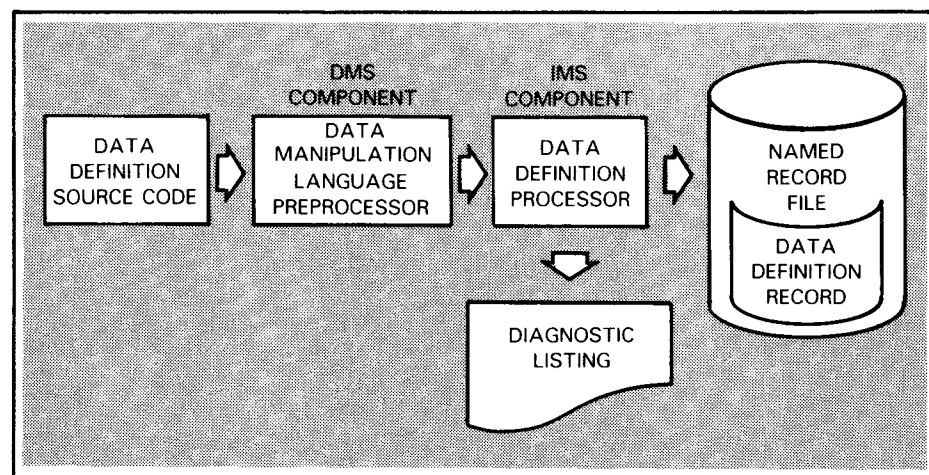 DATA
DEFINITION
SOURCE CODE
DMS
COMPONENT
DATA
MANIPULATION
LANGUAGE
PREPROCESSOR
IMS
COMPONENT
DATA
DEFINITION
PROCESSOR
DIAGNOSTIC
LISTING
NAMED
RECORD
FILE
DATA
DEFINITION
RECORD